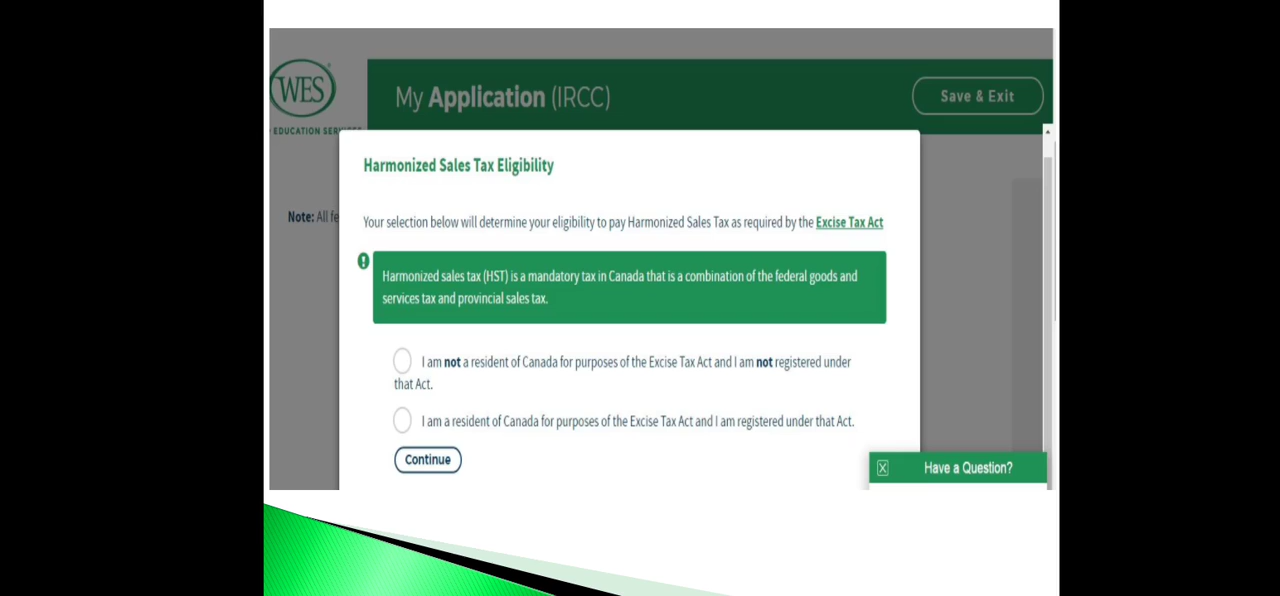 WES
My Application (IRCC)
Save & Exit
EDUCATION SERVICES
Harmonized Sales Tax Eligibility
Note: All fe
Your selection below will determine your eligibility to pay Harmonized Sales Tax as required by the Excise Tax Act
Harmonized sales tax (HST) is a mandatory tax in Canada that is a combination of the federal goods and
services tax and provincial sales tax.
I am not a resident of Canada for purposes of the Excise Tax Act and I am not registered under
that Act.
I am a resident of Canada for purposes of the Excise Tax Act and I am registered under that Act.
Continue
X Have a Question?